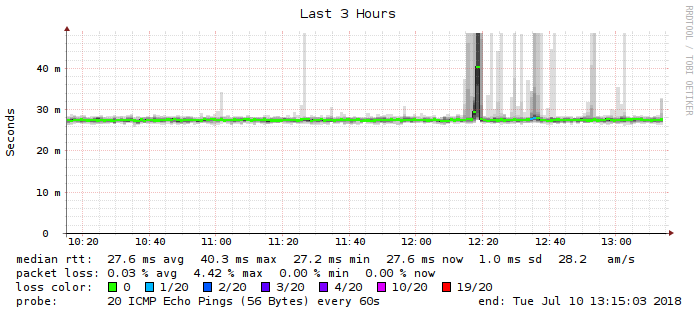 Last 3 Hours
RRDTOOL / TOBI OETIKER
Seconds
40 m
30 m
20 m
10 m
0
10:20 10:40 11:00 11:20 11:40 12:00 12:20 12:40 13:00
median rtt: 27.6 ms avg 40.3 ms max 27.2 ms min 27.6 ms now 1.0 ms sd 28.2 am/s
packet loss: 0.03 % avg 4.42 % max 0.00 % min 0.00 % now
loss color: 0 1/20 2/20 3/20 4/20 10/20 19/20
probe: 20 ICMP Echo Pings (56 Bytes) every 60s end: Tue Jul 10 13:15:03 2018